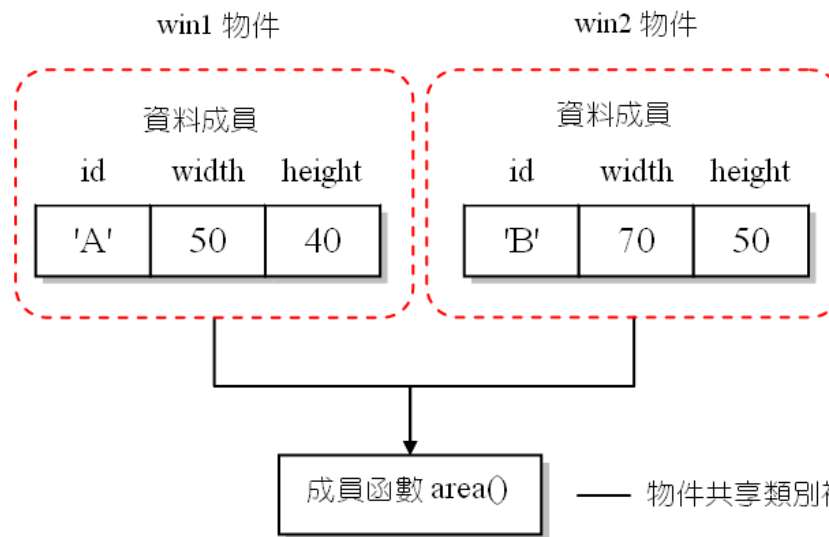 win1 物件
win2 物件
資料成員
資料成員
id width height
id width height
'A' 50 40
'B' 70 50
成員函數 area()
物件共享類別